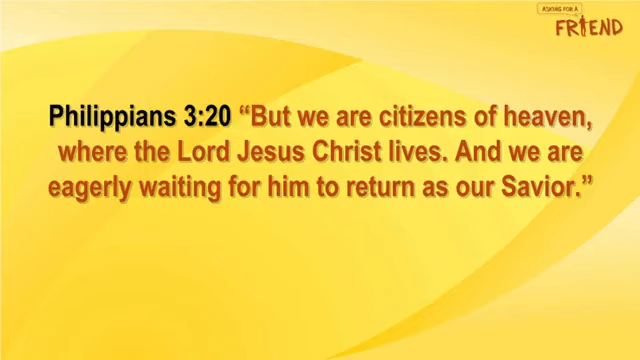 ASKING FOR A
FRIEND
Philippians 3:20 “But we are citizens of heaven,
where the Lord Jesus Christ lives. And we are
eagerly waiting for him to return as our Savior.”